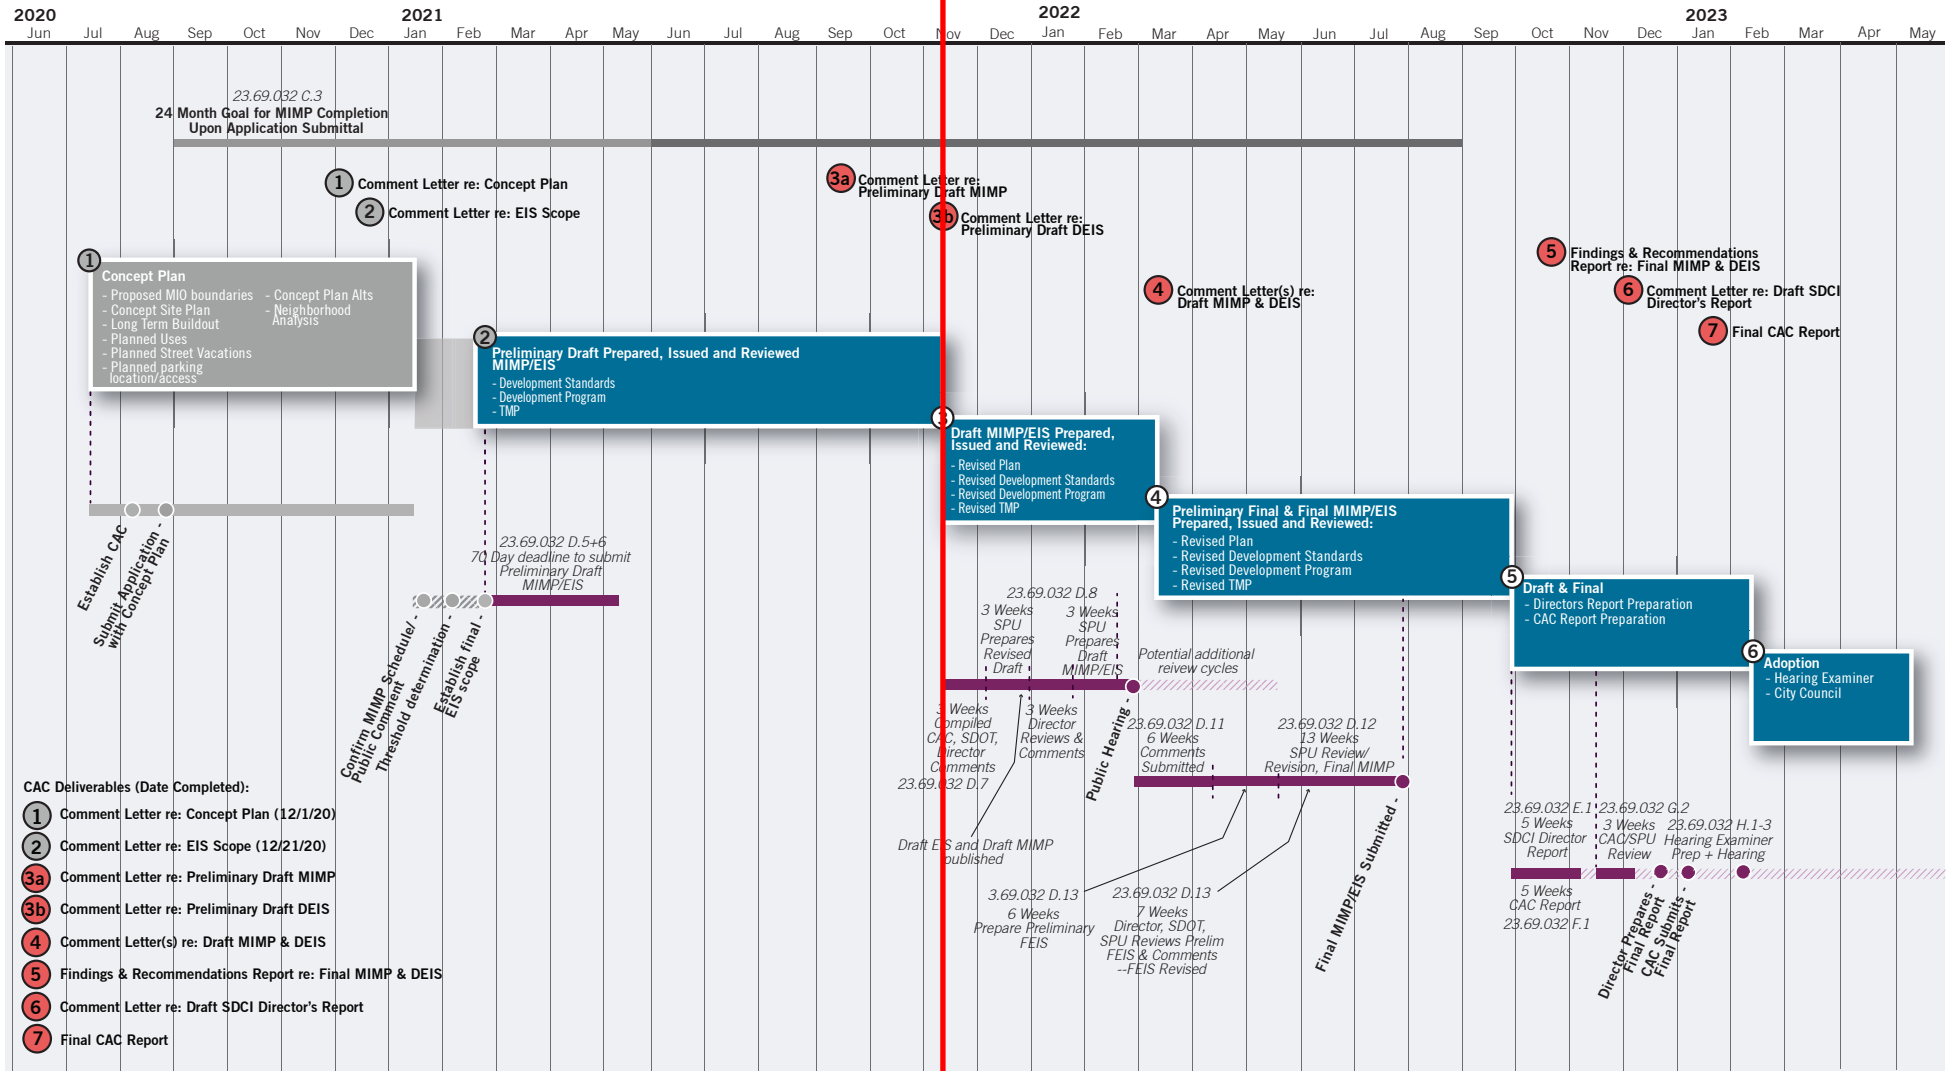 2020
2021
2022
2023
Jun Jul Aug Sep Oct Nov Dec Jan Feb Mar Apr May Jun Jul Aug Sep Oct Nov Dec Jan Feb Mar Apr May Jun Jul Aug Sep Oct Nov Dec Jan Feb Mar Apr May
23.69.032 C.3
24 Month Goal for MIMP Completion
Upon Application Submittal
1 Comment Letter re: Concept Plan
2 Comment Letter re: EIS Scope
3a Comment Letter re:
Preliminary Draft MIMP
3b Comment Letter re:
Preliminary Draft DEIS
4 Comment Letter(s) re:
Draft MIMP & DEIS
5 Findings & Recommendations
Report re: Final MIMP & DEIS
6 Comment Letter re: Draft SDCI
Director's Report
7 Final CAC Report
1
Concept Plan
- Proposed MIO boundaries
- Concept Site Plan
- Long Term Buildout
- Planned Uses
- Planned Street Vacations
- Planned parking
location/access
- Concept Plan Alts
- Neighborhood
Analysis
2
Preliminary Draft Prepared, Issued and Reviewed
MIMP/EIS
- Development Standards
- Development Program
- TMP
3
Draft MIMP/EIS Prepared,
Issued and Reviewed:
- Revised Plan
- Revised Development Standards
- Revised Development Program
- Revised TMP
4
Preliminary Final & Final MIMP/EIS
Prepared, Issued and Reviewed:
- Revised Plan
- Revised Development Standards
- Revised Development Program
- Revised TMP
5
Draft & Final
- Directors Report Preparation
- CAC Report Preparation
6
Adoption
- Hearing Examiner
- City Council
Establish CAC -
Submit Application -
with Concept Plan
23.69.032 D.5+6
70 Day deadline to submit
Preliminary Draft
MIMP/EIS
Confirm MIMP Schedule/ -
Public Comment
Threshold determination -
Establish final -
EIS scope
23.69.032 D.8
3 Weeks
SPU
Prepares
Revised
Draft
3 Weeks
SPU
Prepares
Draft
MIMP/EIS
Potential additional
reivew cycles
3 Weeks
Compiled
CAC, SDOT,
Director
Comments
23.69.032 D.7
3 Weeks
Director
Reviews &
Comments
Public Hearing -
Draft EIS and Draft MIMP
published
23.69.032 D.11
6 Weeks
Comments
Submitted
23.69.032 D.12
13 Weeks
SPU Review/
Revision, Final MIMP
3.69.032 D.13
6 Weeks
Prepare Preliminary
FEIS
23.69.032 D.13
7 Weeks
Director, SDOT,
SPU Reviews Prelim
FEIS & Comments
--FEIS Revised
Final MIMP/EIS Submitted -
23.69.032 E.1
5 Weeks
SDCI Director
Report
5 Weeks
CAC Report
23.69.032 F.1
23.69.032 G.2
3 Weeks
CAC/SPU
Review
23.69.032 H.1-3
Hearing Examiner
Prep + Hearing
Director Prepares -
Final Report
CAC Submits -
Final Report
CAC Deliverables (Date Completed):
1 Comment Letter re: Concept Plan (12/1/20)
2 Comment Letter re: EIS Scope (12/21/20)
3a Comment Letter re: Preliminary Draft MIMP
3b Comment Letter re: Preliminary Draft DEIS
4 Comment Letter(s) re: Draft MIMP & DEIS
5 Findings & Recommendations Report re: Final MIMP & DEIS
6 Comment Letter re: Draft SDCI Director's Report
7 Final CAC Report